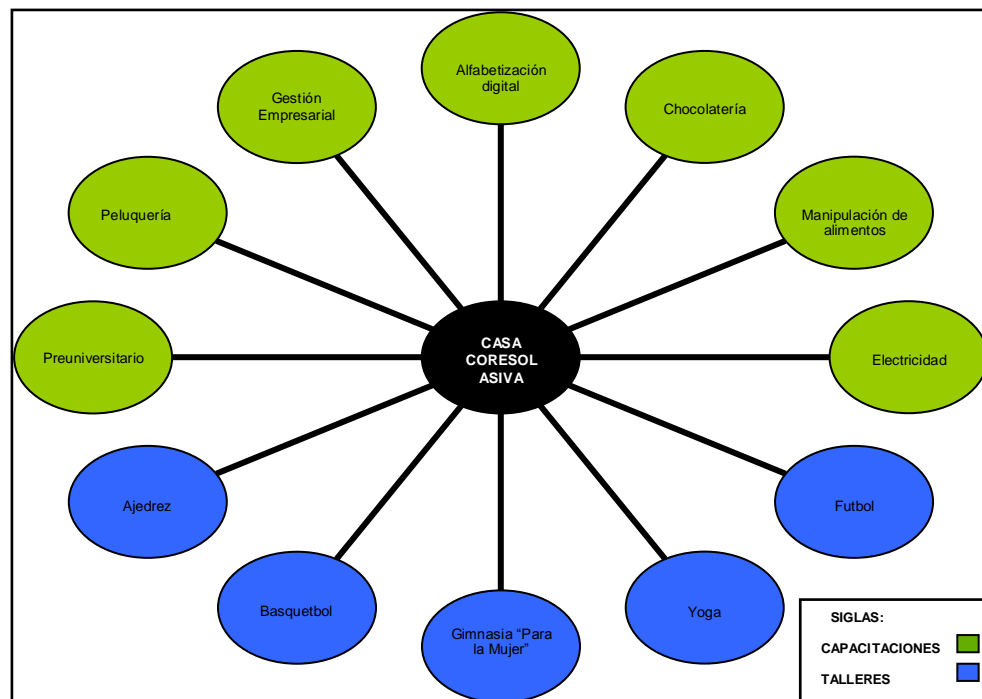 Alfabetización
digital
Gestión
Empresarial
Chocolatería
Peluquería
Manipulación de
alimentos
Preuniversitario
CASA
CORESOL
ASIVA
Electricidad
Ajedrez
Futbol
Basquetbol
Gimnasia “Para
la Mujer”
Yoga
SIGLAS:
CAPACITACIONES
TALLERES